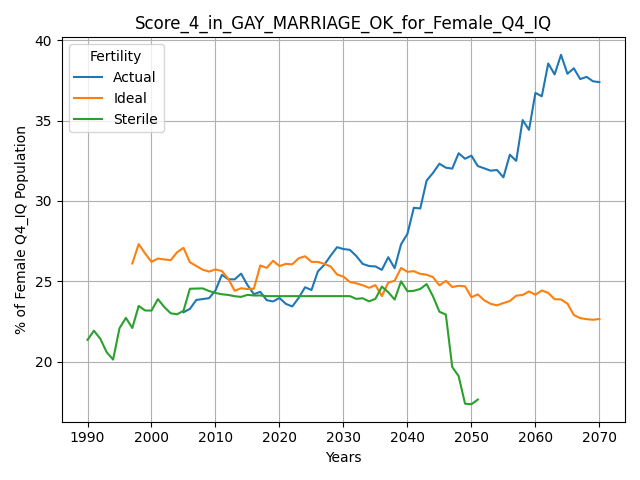 Score_4_in_GAY_MARRIAGE_OK_for_Female_Q4_IQ
% of Female Q4_IQ Population
40
35
30
25
20
Fertility
Actual
Ideal
Sterile
1990 2000 2010 2020 2030 2040 2050 2060 2070
Years